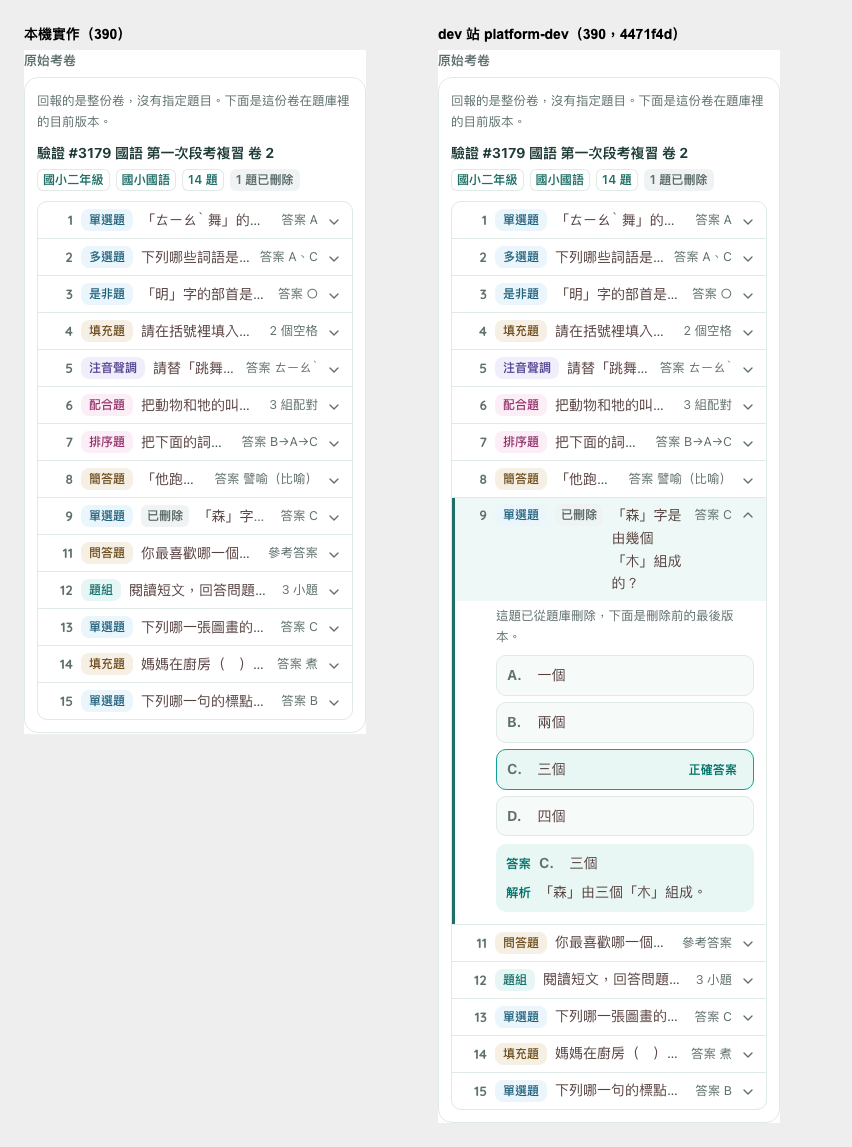 本機實作（390）
原始考卷
回報的是整份卷，沒有指定題目。下面是這份卷在題庫裡
的目前版本。
驗證 #3179 國語 第一次段考複習 卷 2
國小二年級 國小國語 14 題 1 題已刪除
1 單選題 「ㄊㄧㄠˋ 舞」的… 答案 A
2 多選題 下列哪些詞語是… 答案 A、C
3 是非題 「明」字的部首是… 答案 ○
4 填充題 請在括號裡填入… 2 個空格
5 注音聲調 請替「跳舞… 答案 ㄊㄧㄠˋ
6 配合題 把動物和牠的叫… 3 組配對
7 排序題 把下面的詞… 答案 B→A→C
8 簡答題 「他跑… 答案 譬喻（比喻）
9 單選題 已刪除 「森」字… 答案 C
11 問答題 你最喜歡哪一個… 參考答案
12 題組 閱讀短文，回答問題… 3 小題
13 單選題 下列哪一張圖畫的… 答案 C
14 填充題 媽媽在廚房（　）… 答案 煮
15 單選題 下列哪一句的標點… 答案 B
dev 站 platform-dev（390，4471f4d）
原始考卷
回報的是整份卷，沒有指定題目。下面是這份卷在題庫裡
的目前版本。
驗證 #3179 國語 第一次段考複習 卷 2
國小二年級 國小國語 14 題 1 題已刪除
1 單選題 「ㄊㄧㄠˋ 舞」的… 答案 A
2 多選題 下列哪些詞語是… 答案 A、C
3 是非題 「明」字的部首是… 答案 ○
4 填充題 請在括號裡填入… 2 個空格
5 注音聲調 請替「跳舞… 答案 ㄊㄧㄠˋ
6 配合題 把動物和牠的叫… 3 組配對
7 排序題 把下面的詞… 答案 B→A→C
8 簡答題 「他跑… 答案 譬喻（比喻）
9 單選題 已刪除 「森」字是 答案 C
由幾個
「木」組成
的？
這題已從題庫刪除，下面是刪除前的最後版
本。
A. 一個
B. 兩個
C. 三個 正確答案
D. 四個
答案 C. 三個
解析 「森」由三個「木」組成。
11 問答題 你最喜歡哪一個… 參考答案
12 題組 閱讀短文，回答問題… 3 小題
13 單選題 下列哪一張圖畫的… 答案 C
14 填充題 媽媽在廚房（　）… 答案 煮
15 單選題 下列哪一句的標點… 答案 B